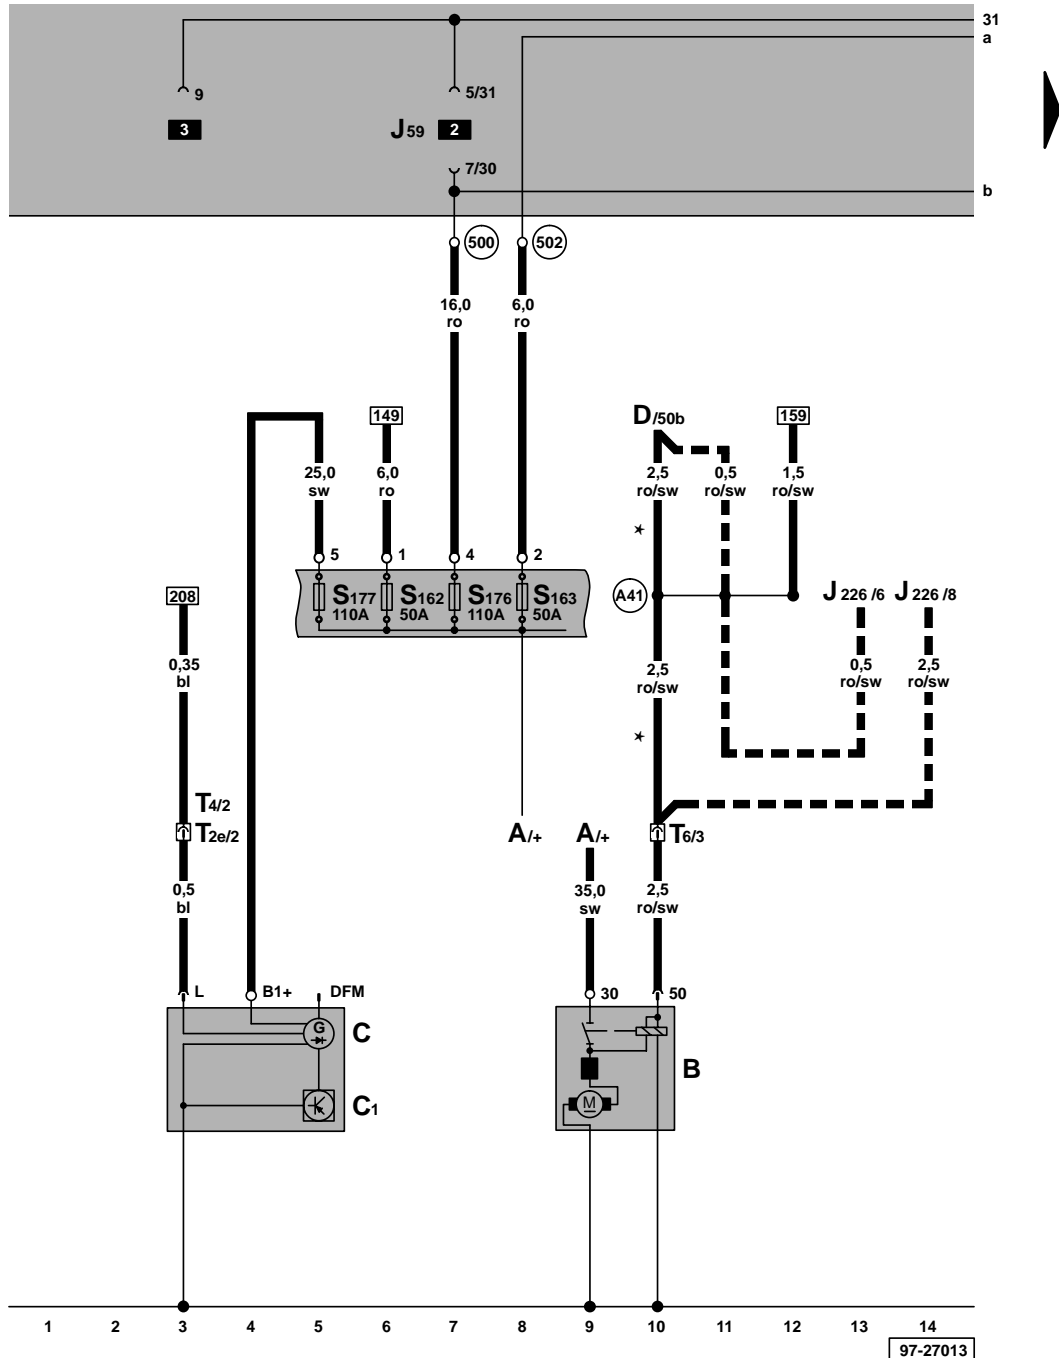 31
a
9
5/31
3
J59
2
7/30
b
500
502
16,0
ro
6,0
ro
149
D/50b
159
25,0
sw
6,0
ro
2,5
ro/sw
0,5
ro/sw
1,5
ro/sw
*
5
1
4
2
S177
110A
S162
50A
S176
110A
S163
50A
208
A41
J 226 /6
J 226 /8
0,35
bl
2,5
ro/sw
0,5
ro/sw
2,5
ro/sw
*
T4/2
T2e/2
A/+
A/+
T6/3
0,5
bl
35,0
sw
2,5
ro/sw
L
B1+
DFM
30
50
G
C
B
C1
M
1 2 3 4 5 6 7 8 9 10 11 12 13 14
97-27013